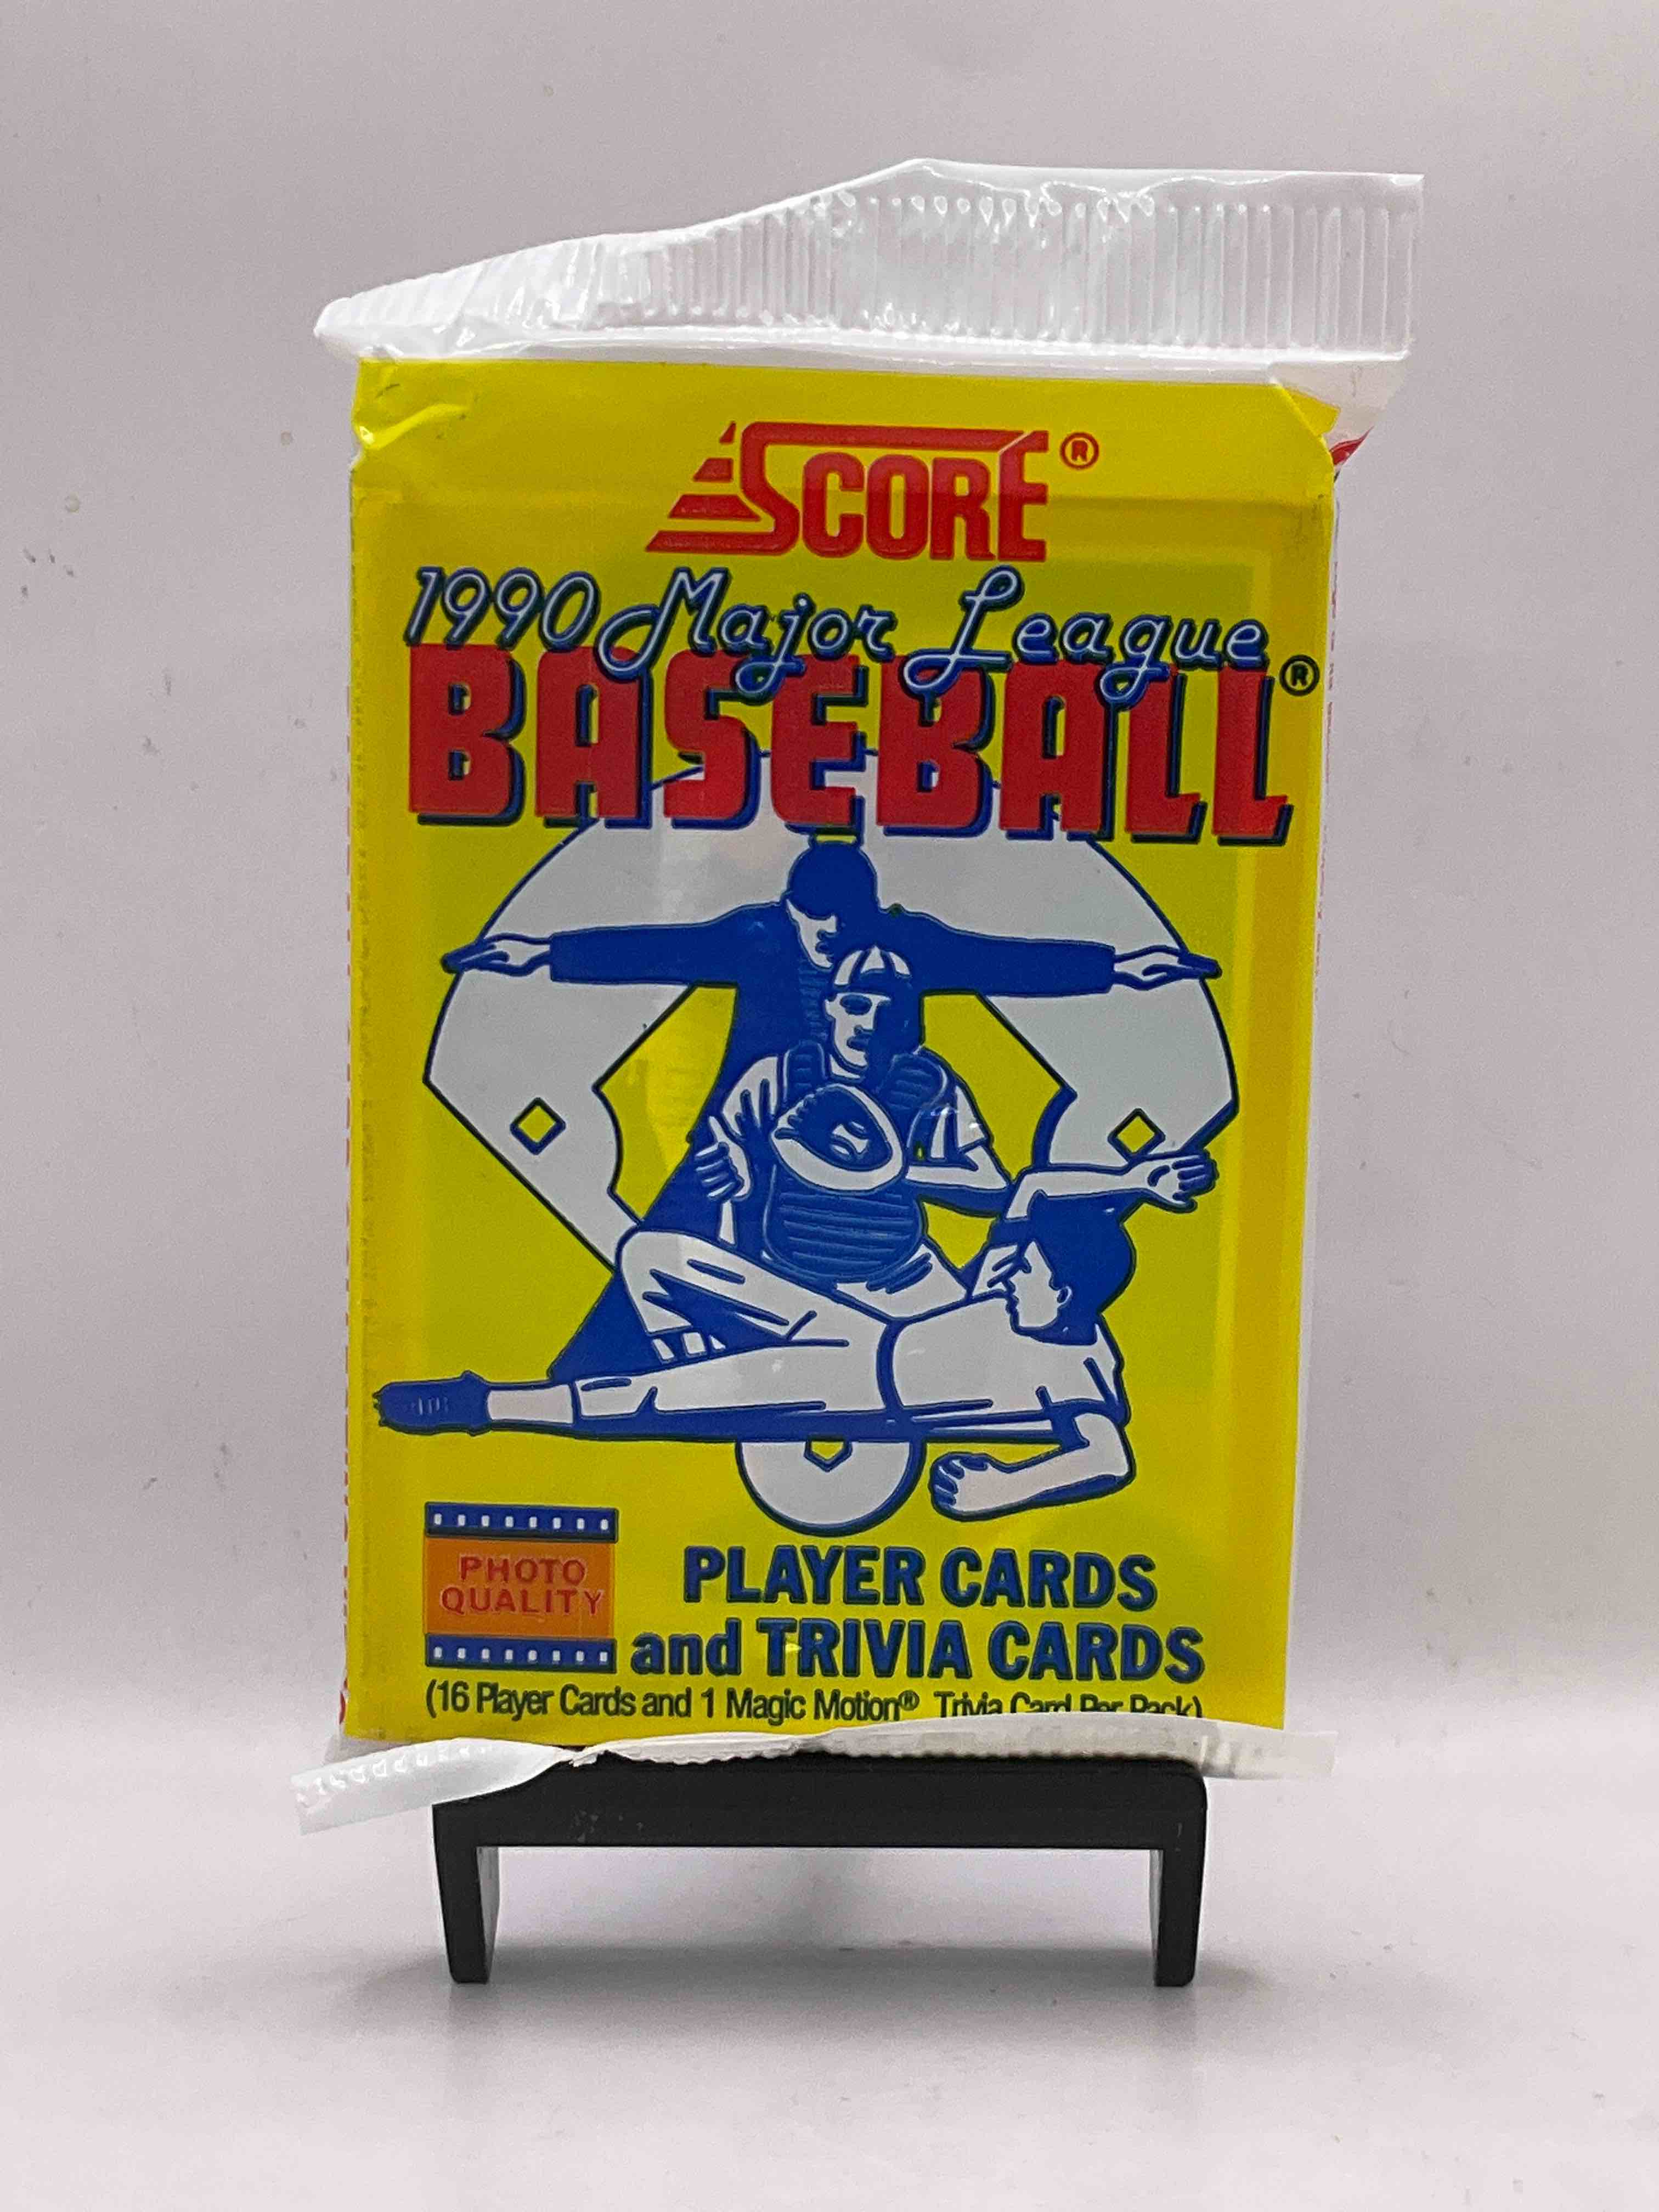 SCORE®
1990 Major League
BASEBALL®
PHOTO
QUALITY
PLAYER CARDS
and TRIVIA CARDS
(16 Player Cards and 1 Magic Motion® Trivia Card Per Pack)